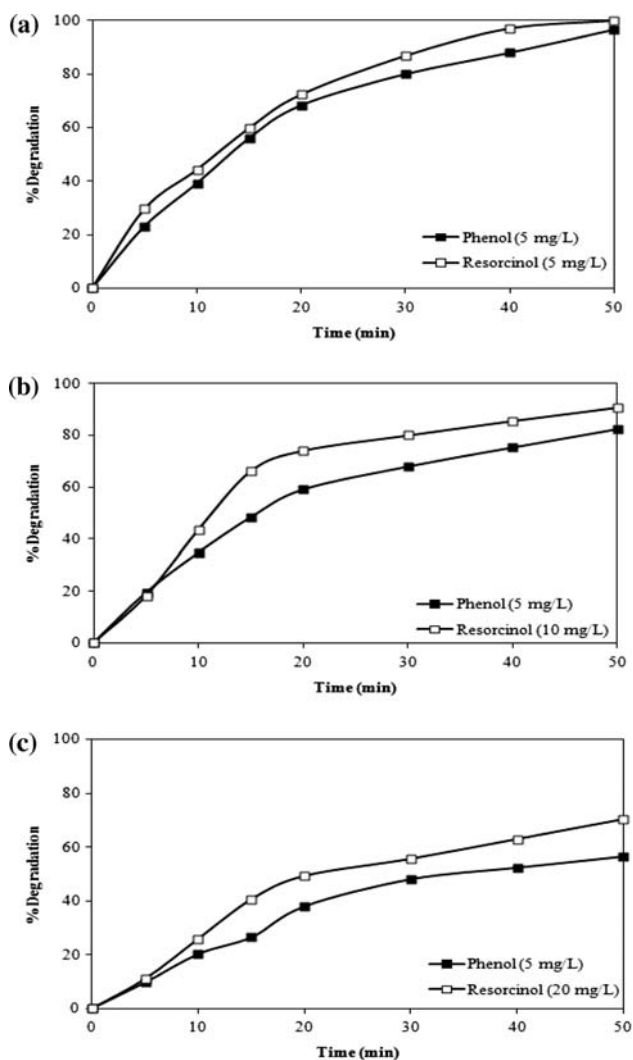 (a)
100
80
60
40
20
0
%Degradation
Phenol (5 mg/L)
Resorcinol (5 mg/L)
0 10 20 30 40 50
Time (min)
(b)
100
80
60
40
20
0
%Degradation
Phenol (5 mg/L)
Resorcinol (10 mg/L)
0 10 20 30 40 50
Time (min)
(c)
100
80
60
40
20
0
%Degradation
Phenol (5 mg/L)
Resorcinol (20 mg/L)
0 10 20 30 40 50
Time (min)